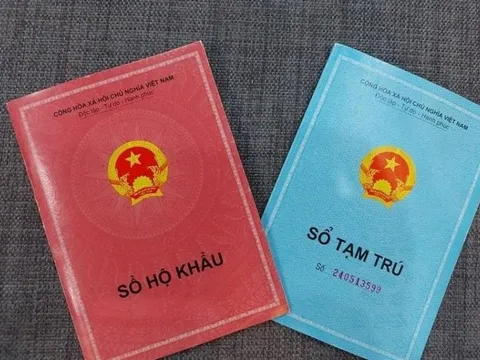 CỘNG HÒA XÃ HỘI CHỦ NGHĨA VIỆT NAM
Độc lập - Tự do - Hạnh phúc
SỔ HỘ KHẨU
CỘNG HÒA XÃ HỘI CHỦ NGHĨA VIỆT NAM
Độc lập - Tự do - Hạnh phúc
SỔ TẠM TRÚ
Số: 240513599